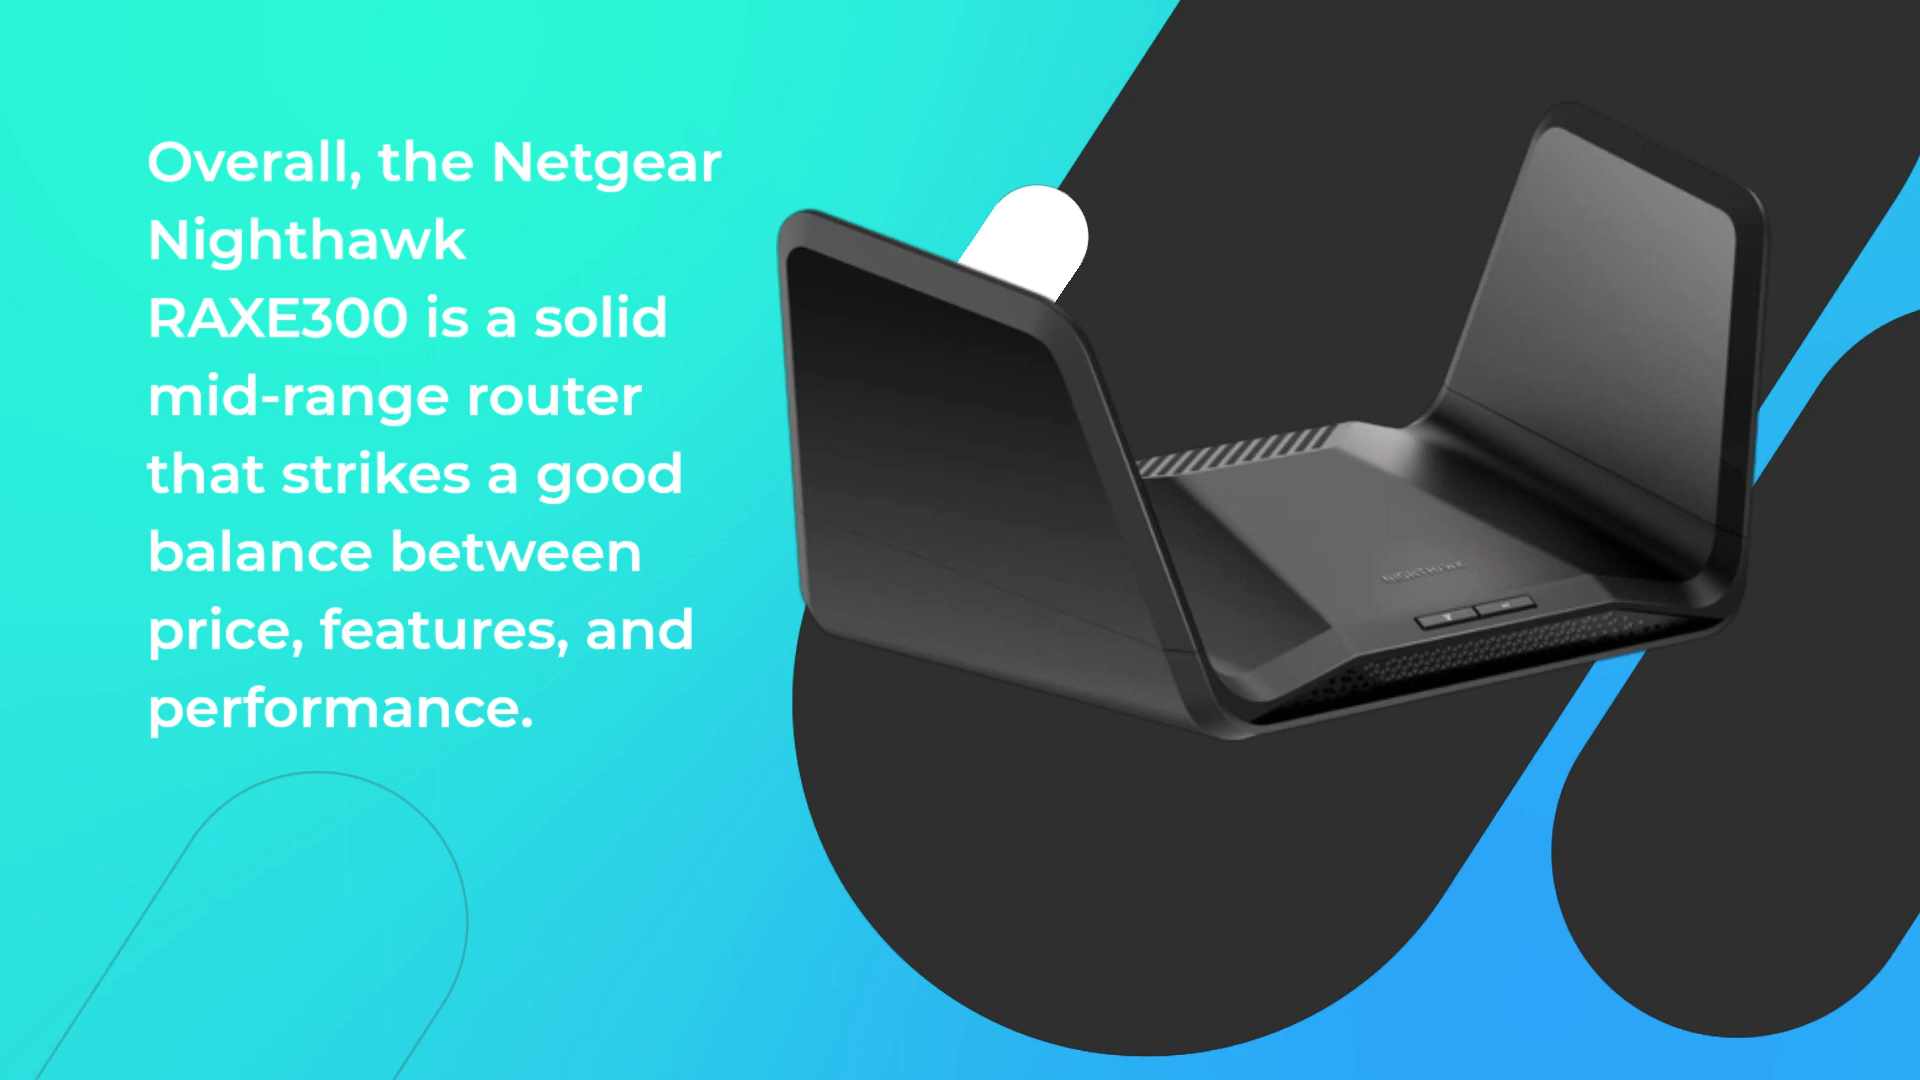 Overall, the Netgear
Nighthawk
RAXE300 is a solid
mid-range router
that strikes a good
balance between
price, features, and
performance.
NIGHTHAWK